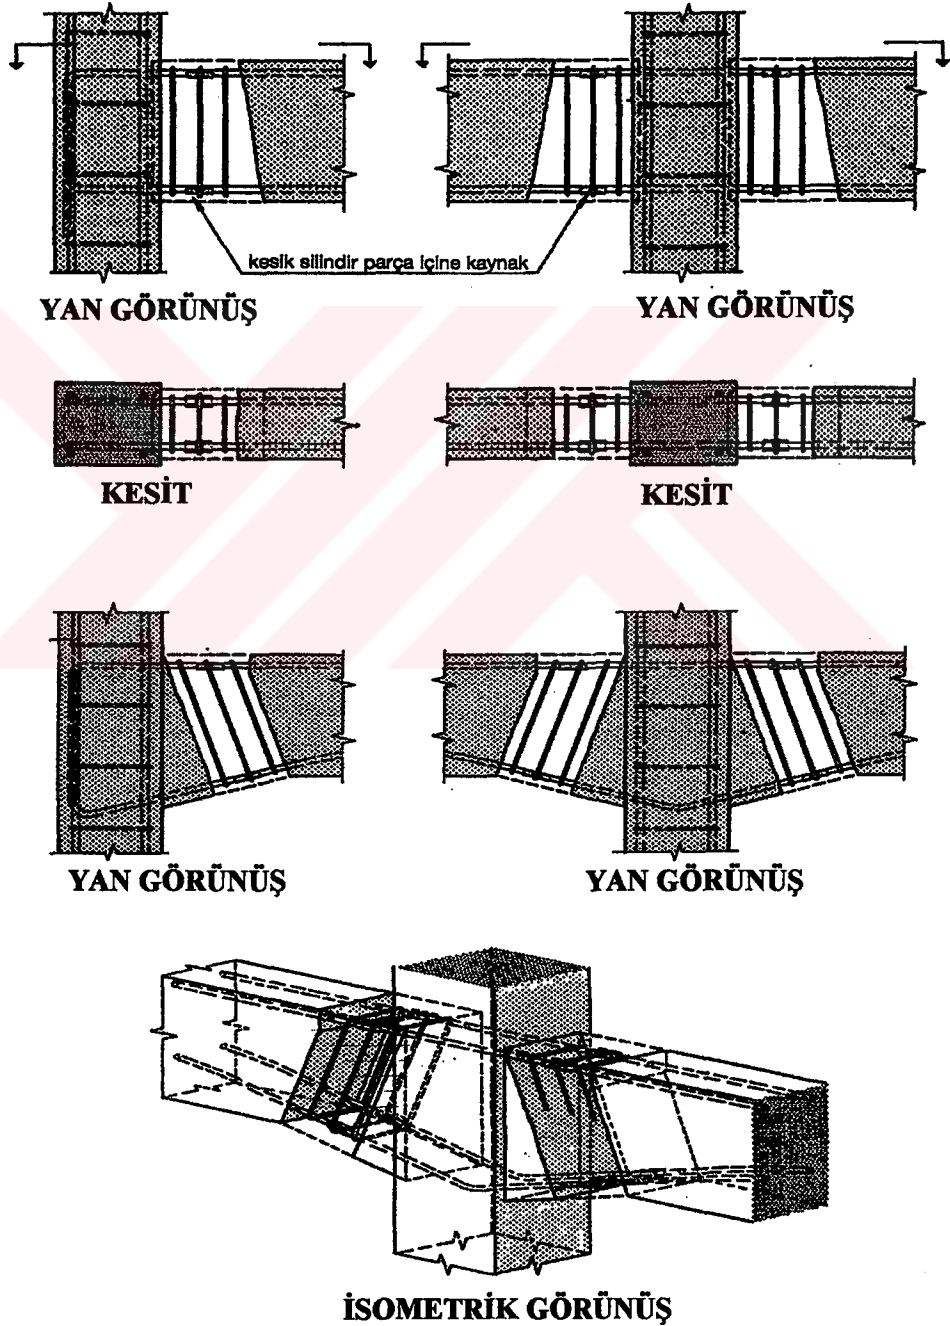 kesik silindir parça içine kaynak
YAN GÖRÜNÜŞ
YAN GÖRÜNÜŞ
KESİT
KESİT
YAN GÖRÜNÜŞ
YAN GÖRÜNÜŞ
İSOMETRİK GÖRÜNÜŞ